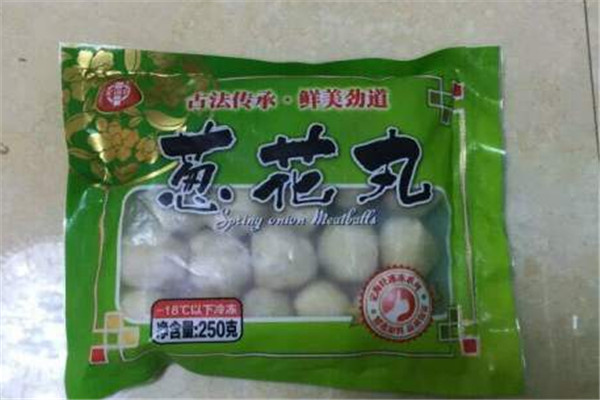 古法传承·鲜美劲道
葱花丸
Spring onion Meatballs
-18℃以下冷冻
净含量:250克